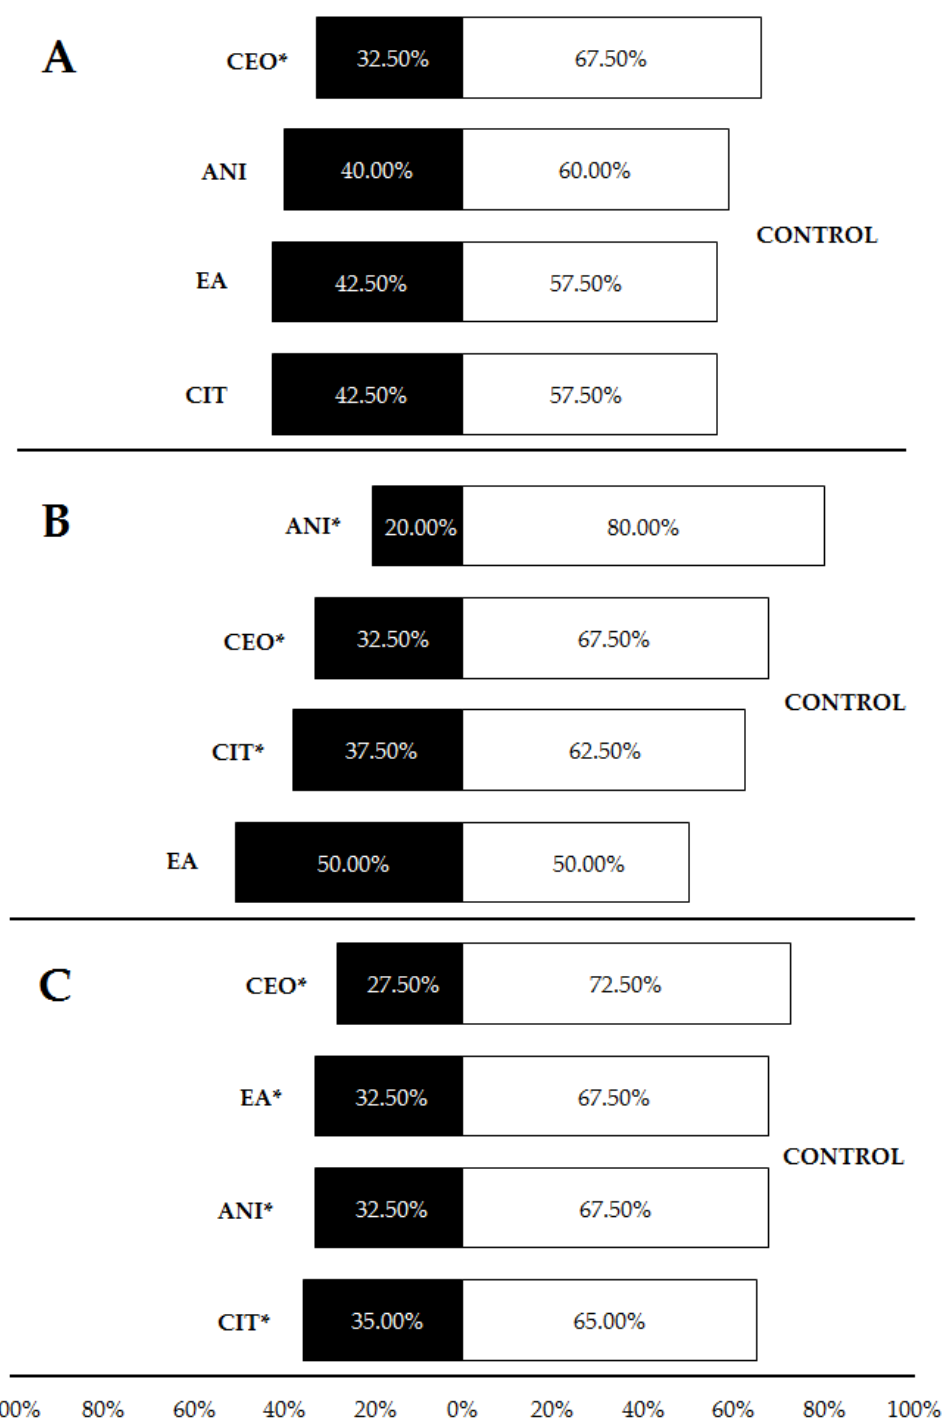 A
CEO* 32.50% 67.50%
ANI 40.00% 60.00%
CONTROL
EA 42.50% 57.50%
CIT 42.50% 57.50%
B
ANI* 20.00% 80.00%
CEO* 32.50% 67.50%
CONTROL
CIT* 37.50% 62.50%
EA 50.00% 50.00%
C
CEO* 27.50% 72.50%
EA* 32.50% 67.50%
CONTROL
ANI* 32.50% 67.50%
CIT* 35.00% 65.00%
00% 80% 60% 40% 20% 0% 20% 40% 60% 80% 100%